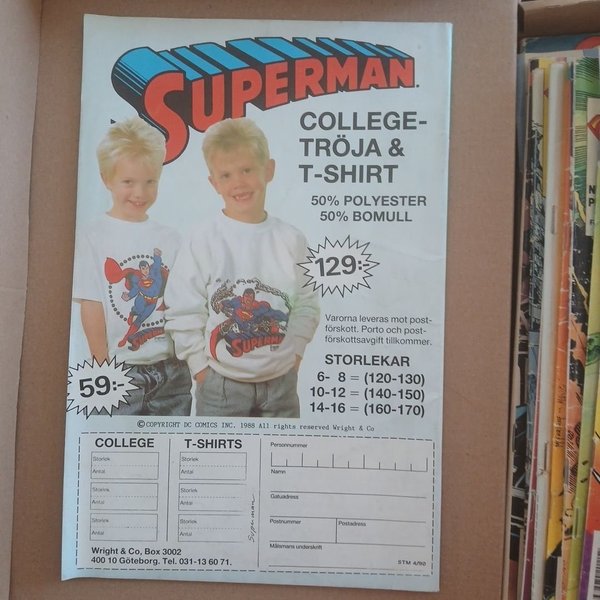 SUPERMAN
COLLEGE-
TRÖJA &
T-SHIRT
50% POLYESTER
50% BOMULL
129:-
Varorna leveras mot post-
förskott. Porto och post-
förskottsavgift tillkommer.
STORLEKAR
6- 8 = (120-130)
10-12 = (140-150)
14-16 = (160-170)
59:-
©COPYRIGHT DC COMICS INC. 1988 All rights reserved Wright & Co
COLLEGE
Storlek
Antal
Storlek
Antal
Storlek
Antal
T-SHIRTS
Storlek
Antal
Storlek
Antal
Storlek
Antal
Superman
Personnummer
Namn
Gatuadress
Postnummer
Postadress
Målsmans underskrift
STM 4/90
Wright & Co, Box 3002
400 10 Göteborg. Tel. 031-13 60 71.